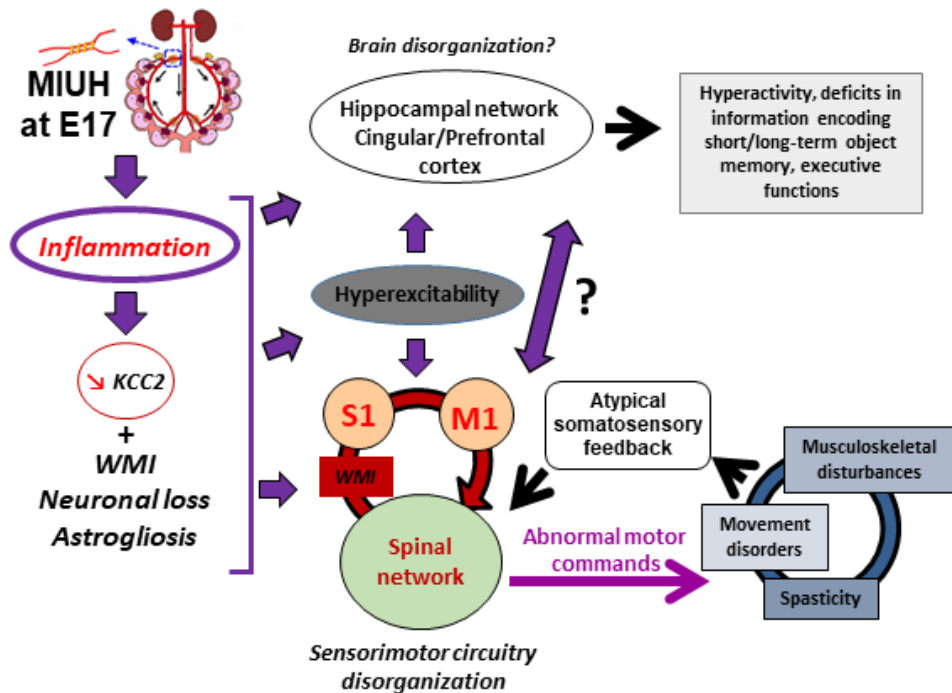 MIUH
at E17
Inflammation
↘ KCC2
+
WMI
Neuronal loss
Astrogliosis
Brain disorganization?
Hippocampal network
Cingular/Prefrontal
cortex
Hyperactivity, deficits in
information encoding
short/long-term object
memory, executive
functions
Hyperexcitability
?
S1
M1
WMI
Spinal
network
Sensorimotor circuitry
disorganization
Atypical
somatosensory
feedback
Abnormal motor
commands
Musculoskeletal
disturbances
Movement
disorders
Spasticity